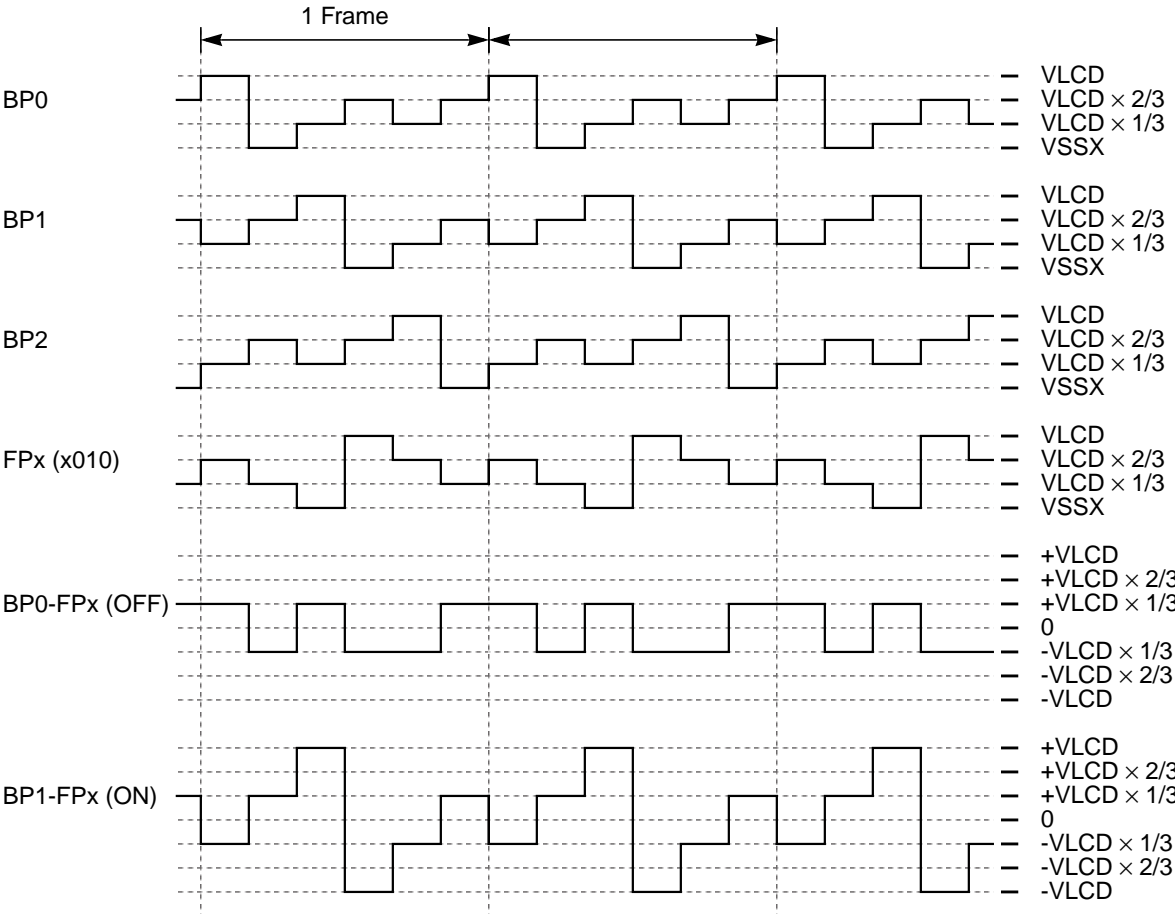 1 Frame
BP0
VLCD
VLCD × 2/3
VLCD × 1/3
VSSX
BP1
VLCD
VLCD × 2/3
VLCD × 1/3
VSSX
BP2
VLCD
VLCD × 2/3
VLCD × 1/3
VSSX
FPx (x010)
VLCD
VLCD × 2/3
VLCD × 1/3
VSSX
BP0-FPx (OFF)
+VLCD
+VLCD × 2/3
+VLCD × 1/3
0
-VLCD × 1/3
-VLCD × 2/3
-VLCD
BP1-FPx (ON)
+VLCD
+VLCD × 2/3
+VLCD × 1/3
0
-VLCD × 1/3
-VLCD × 2/3
-VLCD